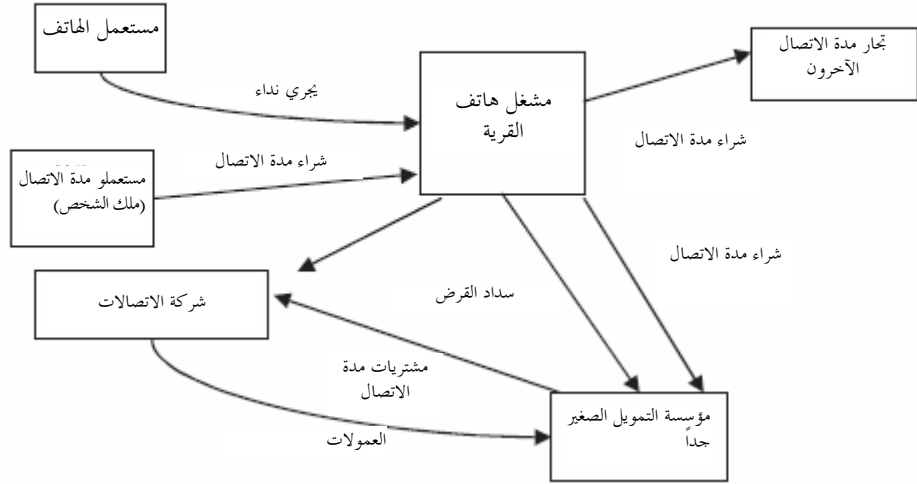 مستعمل الهاتف
تجار مدة الاتصال
الآخرون
يجري نداء
مشغل هاتف
القرية
شراء مدة الاتصال
شراء مدة الاتصال
مستعملو مدة الاتصال
(ملك الشخص)
شراء مدة الاتصال
سداد القرض
شركة الاتصالات
مشتريات مدة
الاتصال
مؤسسة التمويل الصغير
جداً
العمولات